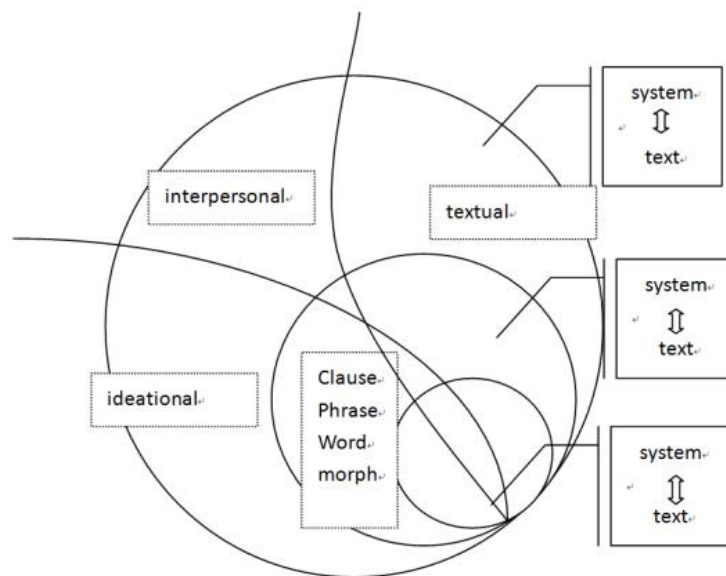 system
text
interpersonal
textual
system
text
ideational
Clause
Phrase
Word
morph
system
text